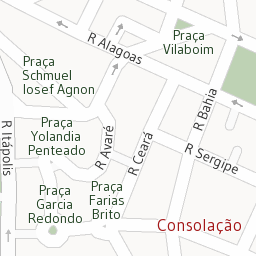 Praça
Vilaboim
R Alagoas
Praça
Schmuel
Iosef Agnon
R Bahia
R Itápolis
Praça
Yolandia
Penteado
R Avaré
R Ceará
R Sergipe
Praça
Garcia
Redondo
Praça
Farias
Brito
Consolação